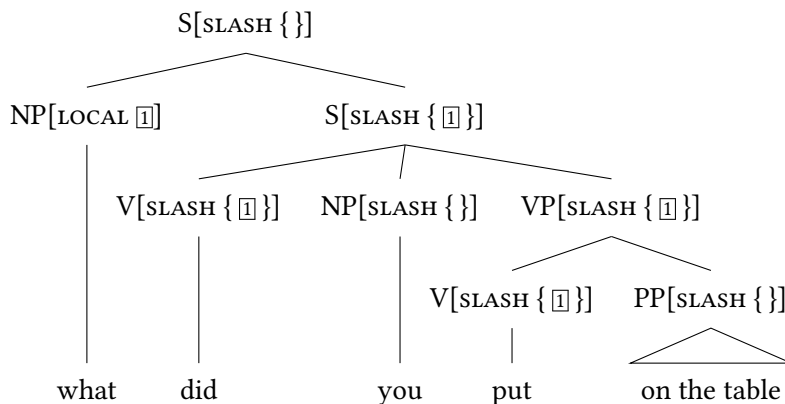 S[SLASH { }]
NP[LOCAL 1] S[SLASH { 1 }]
V[SLASH { 1 }] NP[SLASH { }] VP[SLASH { 1 }]
V[SLASH { 1 }] PP[SLASH { }]
what did you put on the table